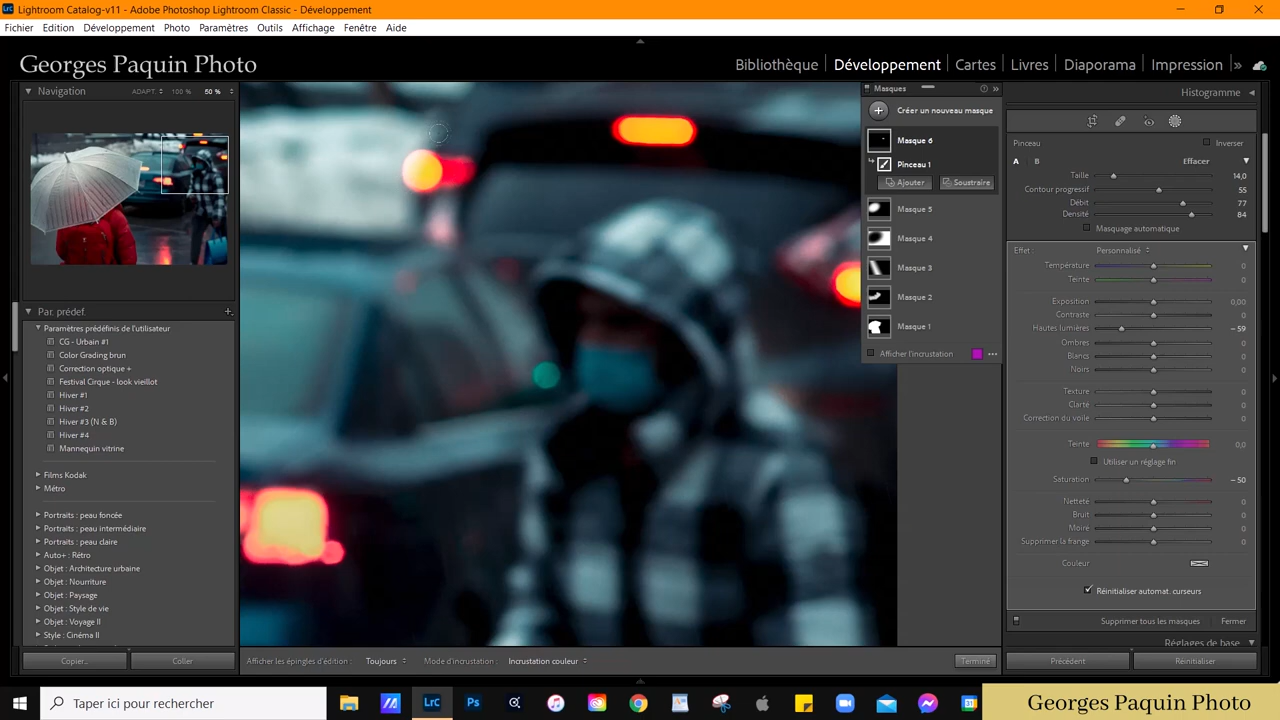 Lightroom Catalog-v11 - Adobe Photoshop Lightroom Classic - Développement
Fichier Edition Développement Photo Paramètres Outils Affichage Fenêtre Aide
Georges Paquin Photo
Bibliothèque Développement Cartes Livres Diaporama Impression »
Navigation ADAPT. 100 % 50 %
Par. prédef. +
Paramètres prédéfinis de l'utilisateur
CG - Urbain #1
Color Grading brun
Correction optique +
Festival Cirque - look vieillot
Hiver #1
Hiver #2
Hiver #3 (N & B)
Hiver #4
Mannequin vitrine
Films Kodak
Métro
Portraits : peau foncée
Portraits : peau intermédiaire
Portraits : peau claire
Auto+ : Rétro
Objet : Architecture urbaine
Objet : Nourriture
Objet : Paysage
Objet : Style de vie
Objet : Voyage II
Style : Cinéma II
Copier... Coller
Masques
Créer un nouveau masque
Masque 6
Pinceau 1
Ajouter Soustraire
Masque 5
Masque 4
Masque 3
Masque 2
Masque 1
Afficher l'incrustation
Histogramme
Pinceau Inverser
A B Effacer
Taille 14,0
Contour progressif 55
Débit 77
Densité 84
Masquage automatique
Effet : Personnalisé
Température 0
Teinte 0
Exposition 0,00
Contraste 0
Hautes lumières – 59
Ombres 0
Blancs 0
Noirs 0
Texture 0
Clarté 0
Correction du voile 0
Teinte 0,0
Utiliser un réglage fin
Saturation – 50
Netteté 0
Bruit 0
Moiré 0
Supprimer la frange 0
Couleur
Réinitialiser automat. curseurs
Supprimer tous les masques Fermer
Réglages de base
Précédent Réinitialiser
Afficher les épingles d'édition : Toujours Mode d'incrustation : Incrustation couleur Terminé
Taper ici pour rechercher
LrC Ps
Georges Paquin Photo